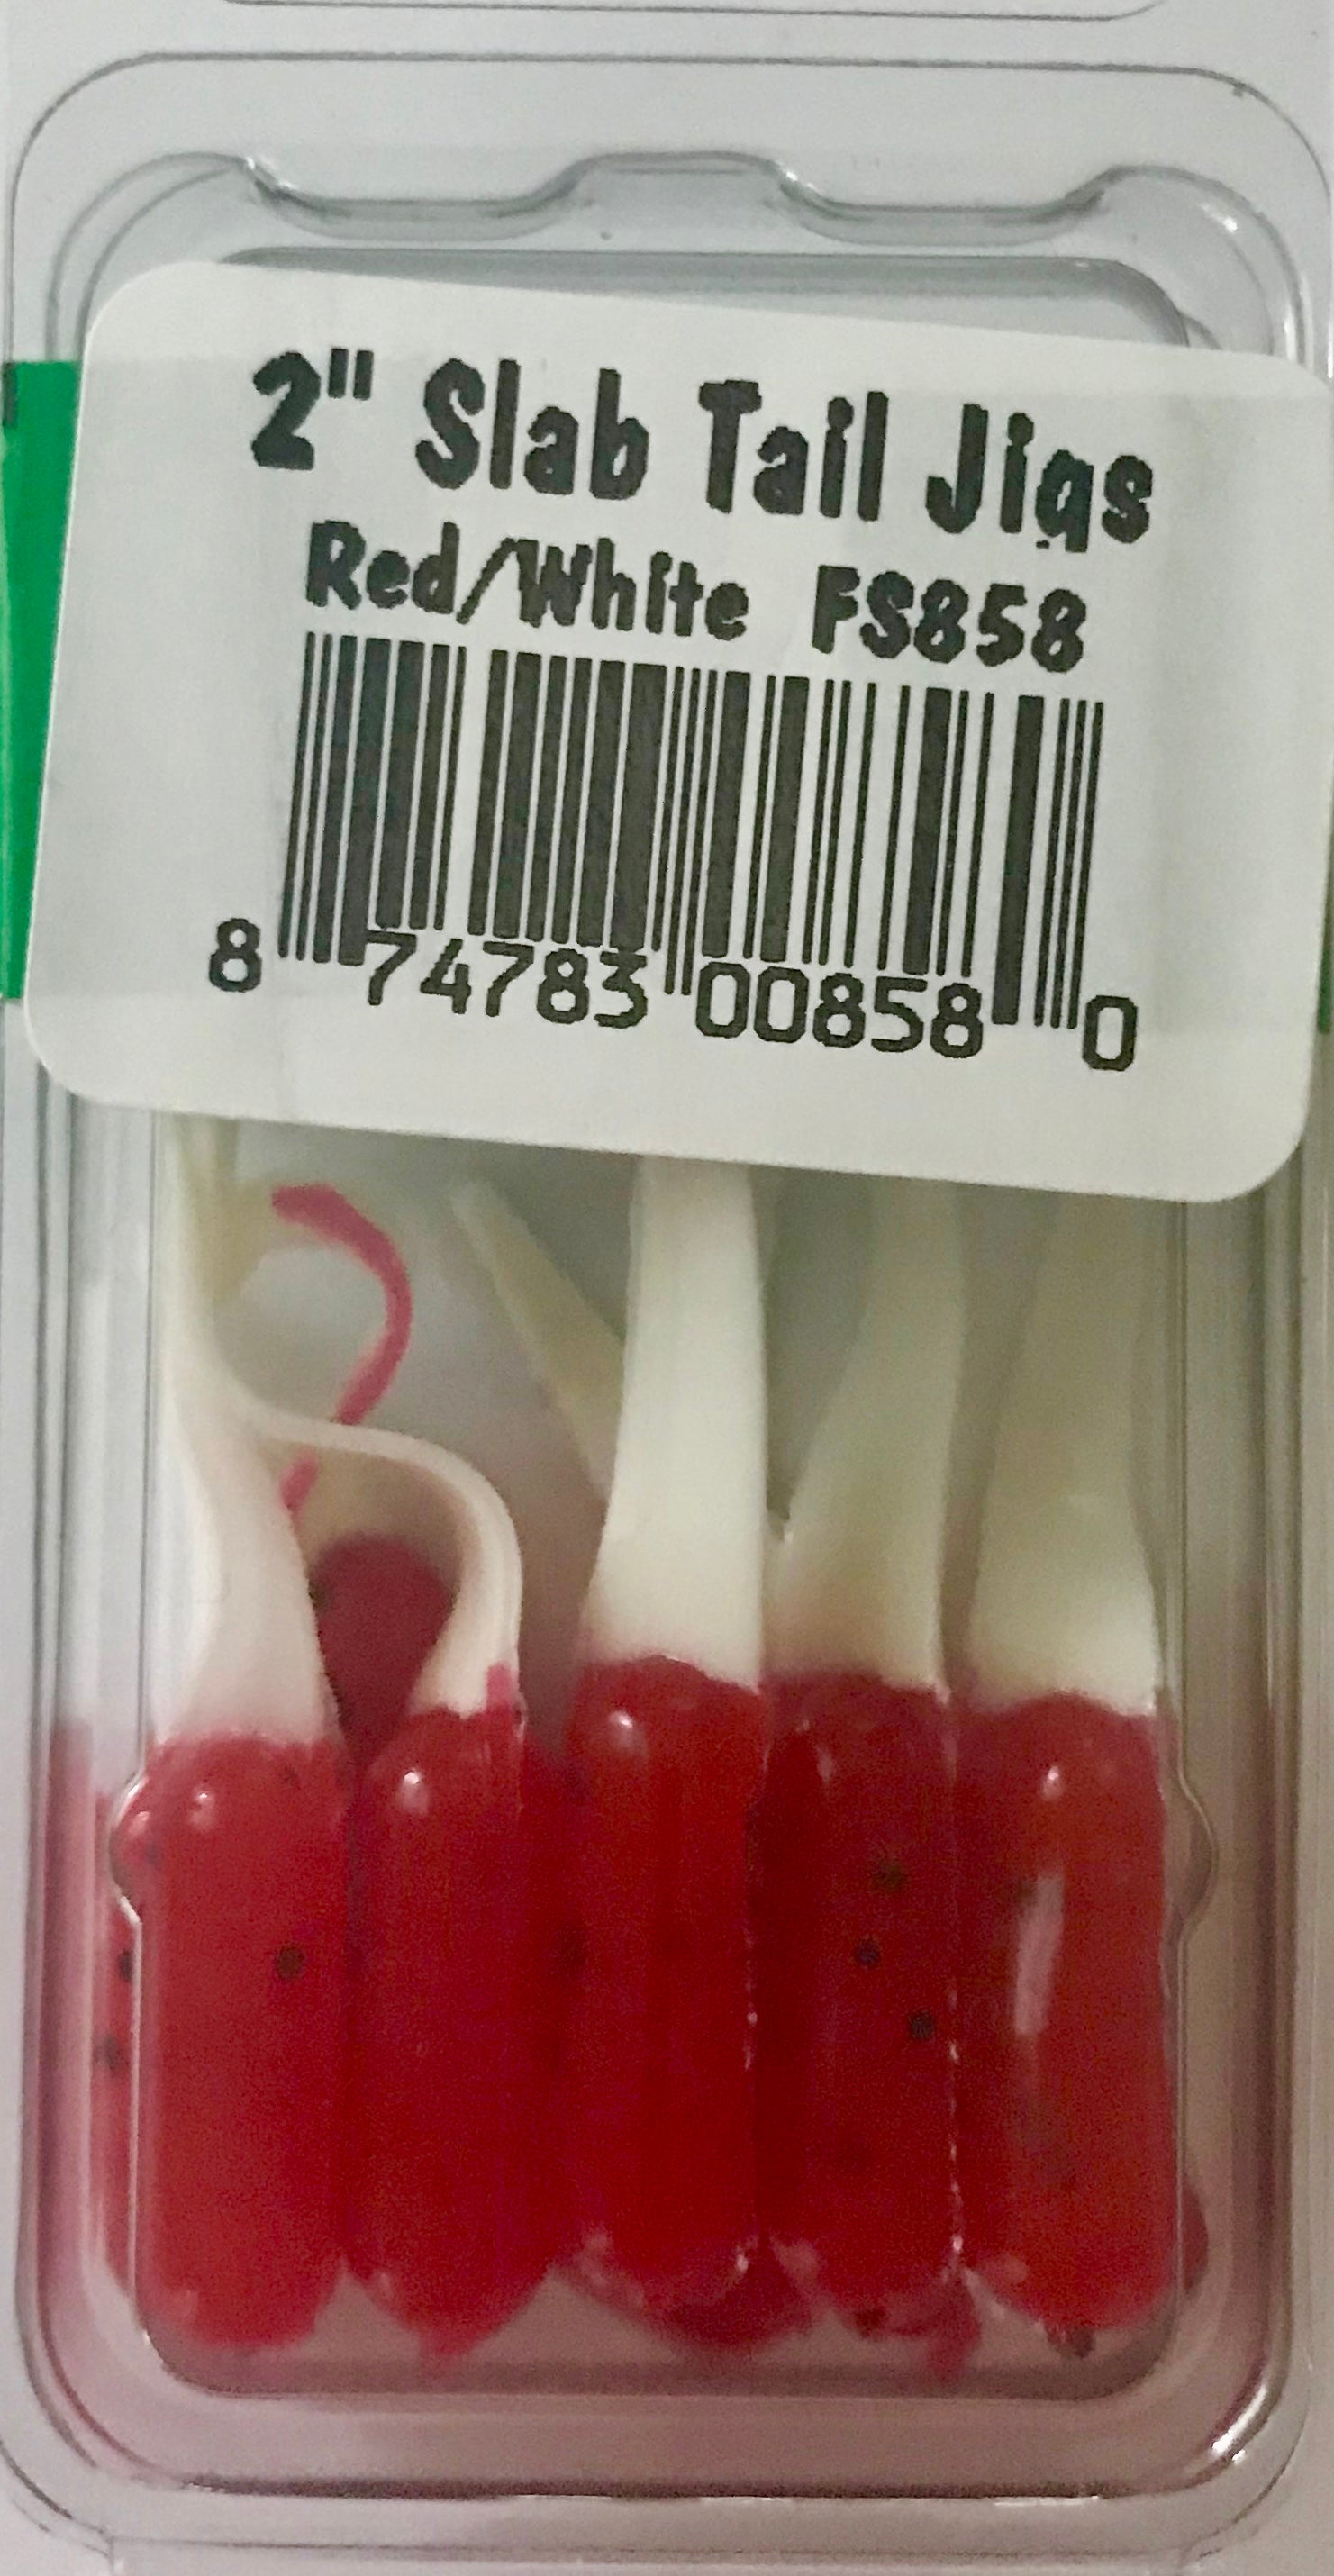 2" Slab Tail Jigs
Red/White FS858
8 74783 00858 0